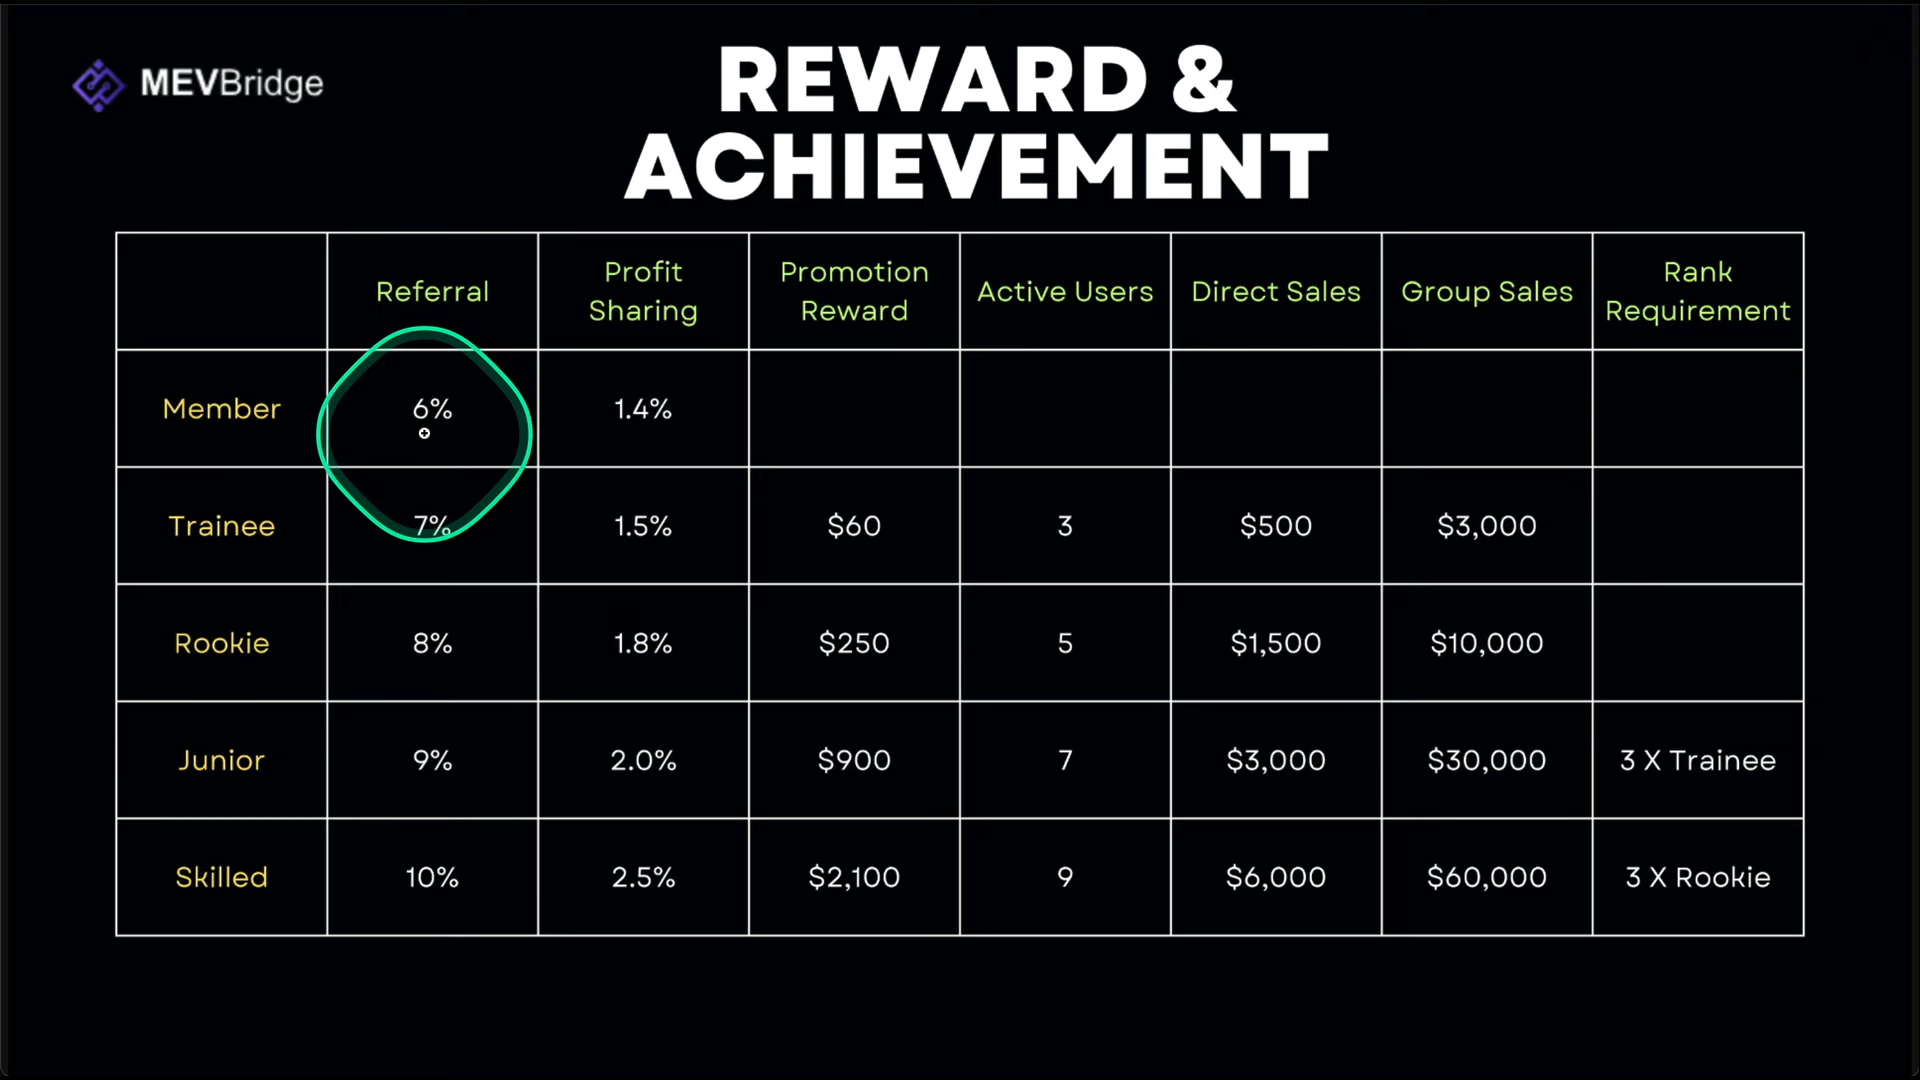 MEVBridge
REWARD &
ACHIEVEMENT
Referral
Profit
Sharing
Promotion
Reward
Active Users
Direct Sales
Group Sales
Rank
Requirement
Member 6% 1.4%
Trainee 7% 1.5% $60 3 $500 $3,000
Rookie 8% 1.8% $250 5 $1,500 $10,000
Junior 9% 2.0% $900 7 $3,000 $30,000 3 X Trainee
Skilled 10% 2.5% $2,100 9 $6,000 $60,000 3 X Rookie